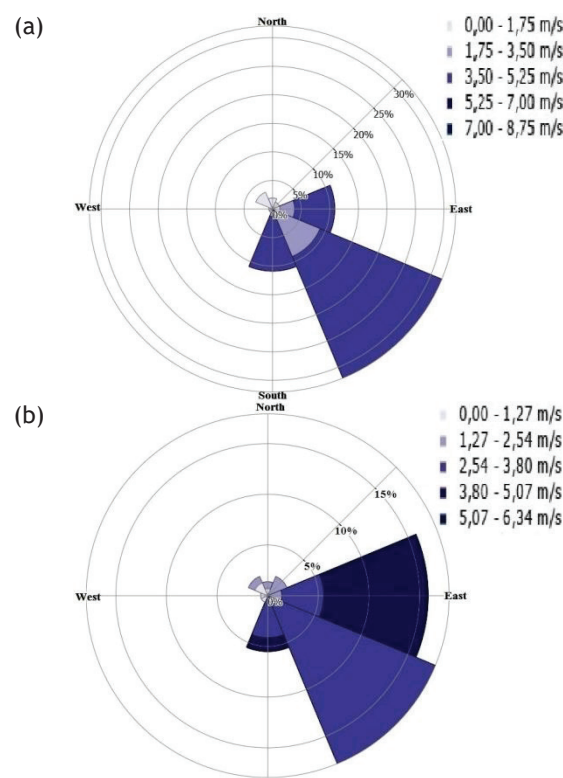 (a)
North
0,00 - 1,75 m/s
1,75 - 3,50 m/s
3,50 - 5,25 m/s
5,25 - 7,00 m/s
7,00 - 8,75 m/s
30%
25%
20%
15%
10%
5%
0%
West
East
South
(b)
North
0,00 - 1,27 m/s
1,27 - 2,54 m/s
2,54 - 3,80 m/s
3,80 - 5,07 m/s
5,07 - 6,34 m/s
15%
10%
5%
0%
West
East